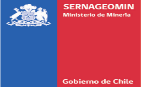 SERNAGEOMIN
Ministerio de Minería
Gobierno de Chile